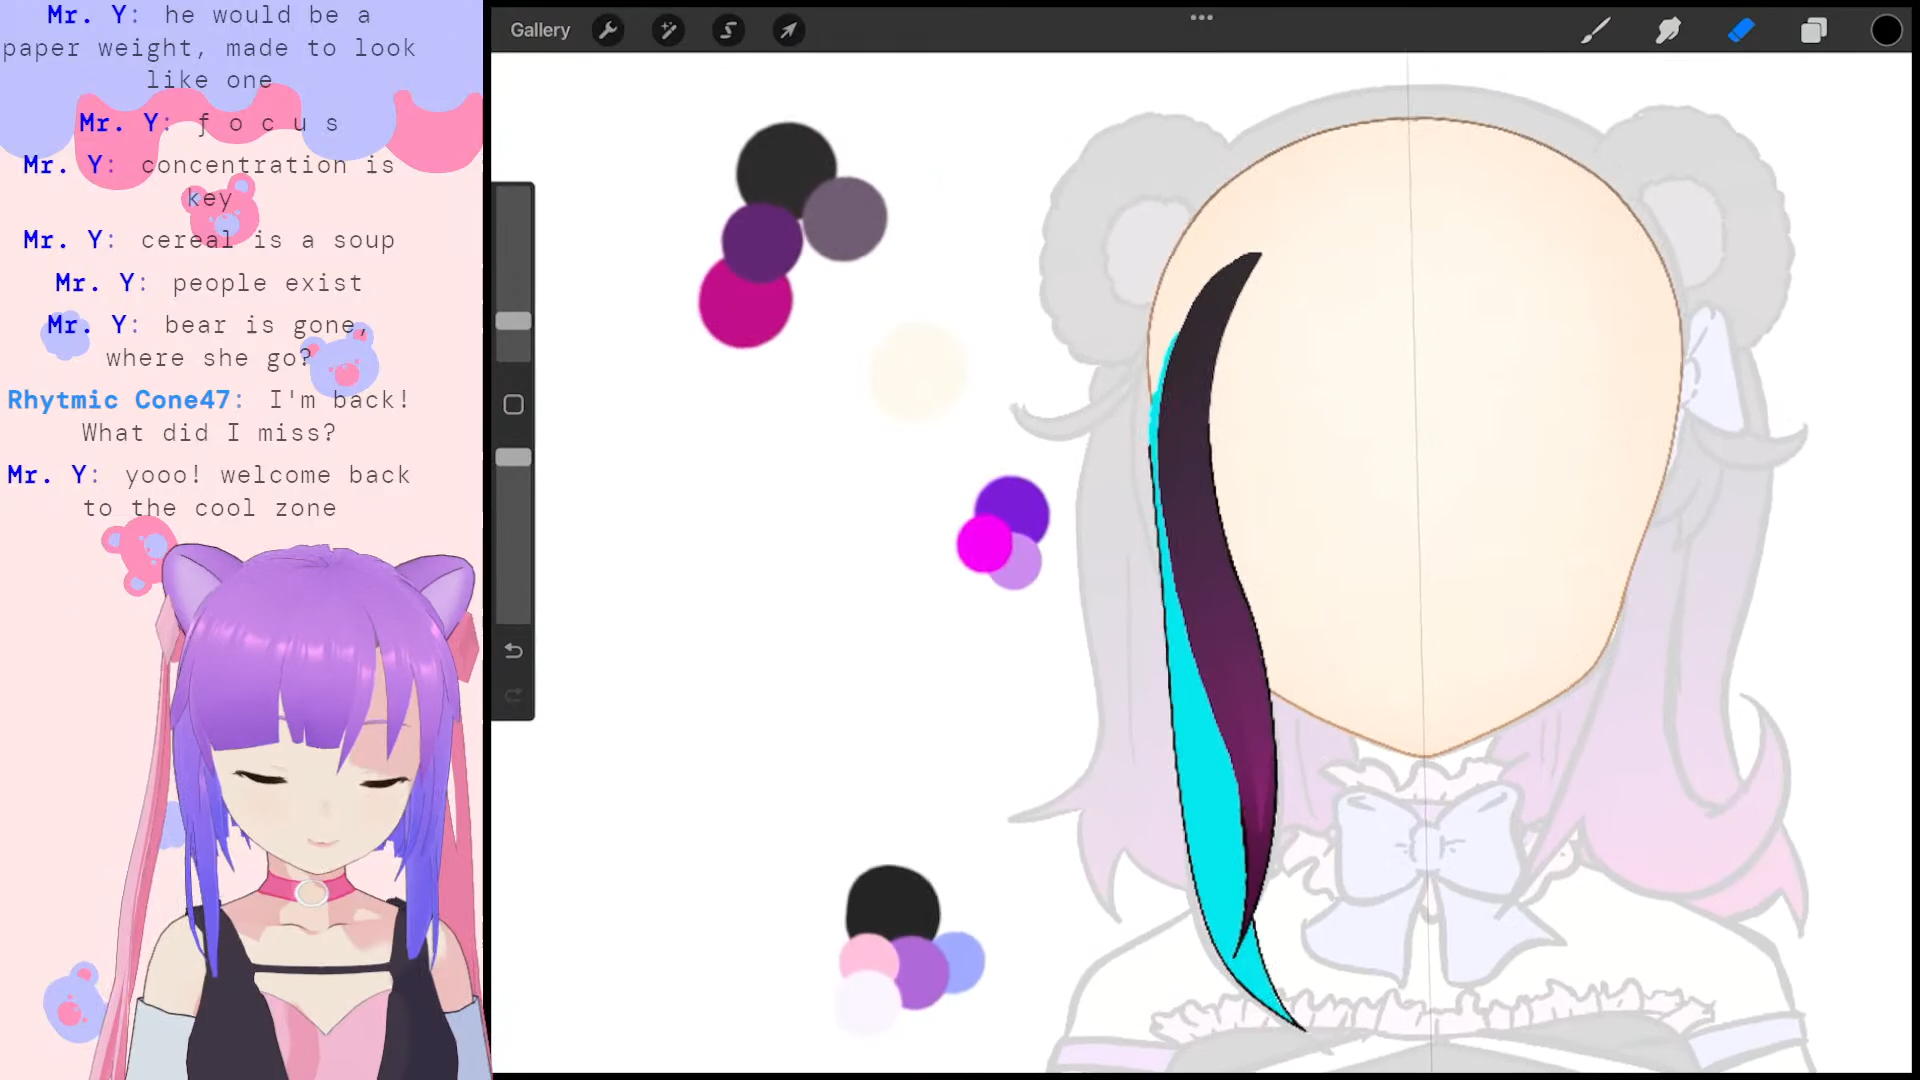 Mr. Y: he would be a
paper weight, made to look
like one
Mr. Y: f o c u s
Mr. Y: concentration is
key
Mr. Y: cereal is a soup
Mr. Y: people exist
Mr. Y: bear is gone,
where she go?
Rhytmic Cone47: I'm back!
What did I miss?
Mr. Y: yooo! welcome back
to the cool zone
Gallery